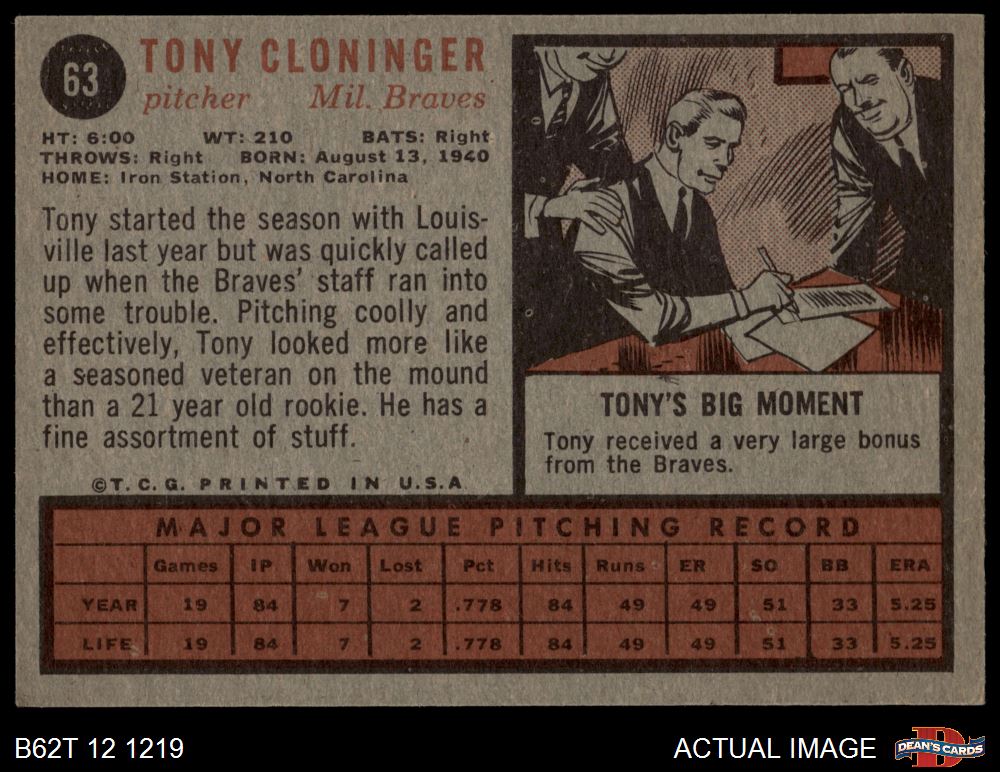 63
TONY CLONINGER
pitcher Mil. Braves
HT: 6:00 WT: 210 BATS: Right
THROWS: Right BORN: August 13, 1940
HOME: Iron Station, North Carolina
Tony started the season with Louis-
ville last year but was quickly called
up when the Braves' staff ran into
some trouble. Pitching coolly and
effectively, Tony looked more like
a seasoned veteran on the mound
than a 21 year old rookie. He has a
fine assortment of stuff.
©T.C.G. PRINTED IN U.S.A.
TONY'S BIG MOMENT
Tony received a very large bonus
from the Braves.
MAJOR LEAGUE PITCHING RECORD
Games IP Won Lost Pct Hits Runs ER SO BB ERA
YEAR 19 84 7 2 .778 84 49 49 51 33 5.25
LIFE 19 84 7 2 .778 84 49 49 51 33 5.25
B62T 12 1219
ACTUAL IMAGE
D
DEAN'S CARDS